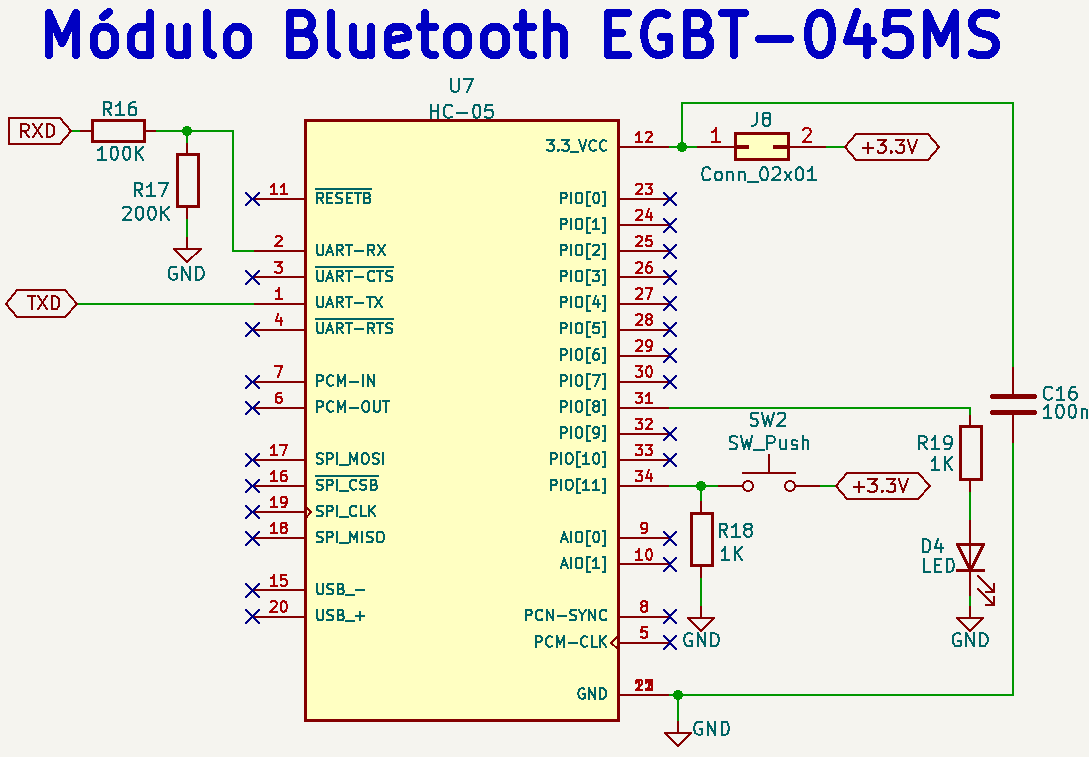 Módulo Bluetooth EGBT-045MS
U7
HC-05
RXD
R16
100K
R17
200K
GND
TXD
11 RESETB
2 UART-RX
3 UART-CTS
1 UART-TX
4 UART-RTS
7 PCM-IN
6 PCM-OUT
17 SPI_MOSI
16 SPI_CSB
19 SPI_CLK
18 SPI_MISO
15 USB_-
20 USB_+
3.3_VCC 12
PIO[0] 23
PIO[1] 24
PIO[2] 25
PIO[3] 26
PIO[4] 27
PIO[5] 28
PIO[6] 29
PIO[7] 30
PIO[8] 31
PIO[9] 32
PIO[10] 33
PIO[11] 34
AIO[0] 9
AIO[1] 10
PCN-SYNC 8
PCM-CLK 5
GND
GND
J8
1 2
Conn_02x01
+3.3V
SW2
SW_Push
+3.3V
R18
1K
GND
C16
100n
R19
1K
D4
LED
GND